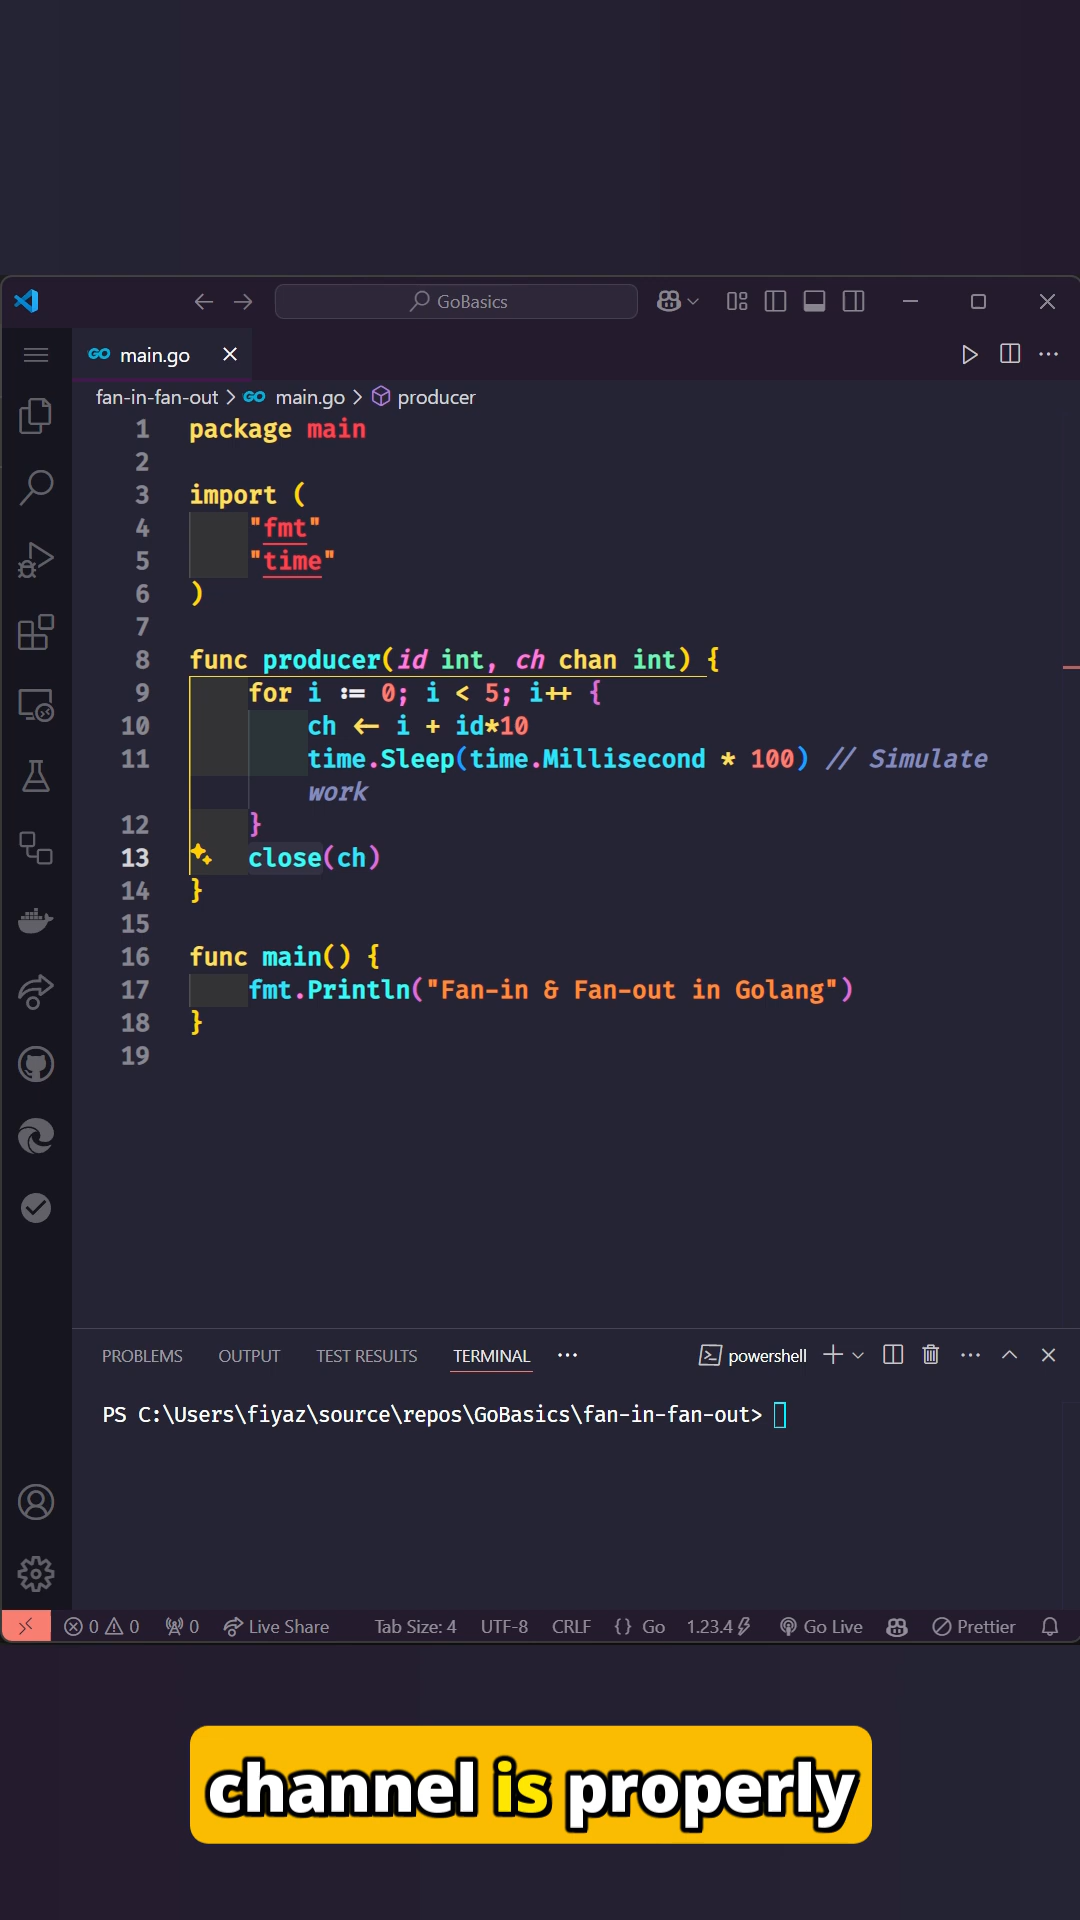 GoBasics
GO main.go
fan-in-fan-out > GO main.go > producer
1 package main
2
3 import (
4 "fmt"
5 "time"
6 )
7
8 func producer(id int, ch chan int) {
9 for i := 0; i < 5; i++ {
10 ch <- i + id*10
11 time.Sleep(time.Millisecond * 100) // Simulate
work
12 }
13 close(ch)
14 }
15
16 func main() {
17 fmt.Println("Fan-in & Fan-out in Golang")
18 }
19
PROBLEMS OUTPUT TEST RESULTS TERMINAL ··· powershell
PS C:\Users\fiyaz\source\repos\GoBasics\fan-in-fan-out>
0 0 0 Live Share Tab Size: 4 UTF-8 CRLF {} Go 1.23.4 Go Live Prettier
channel is properly